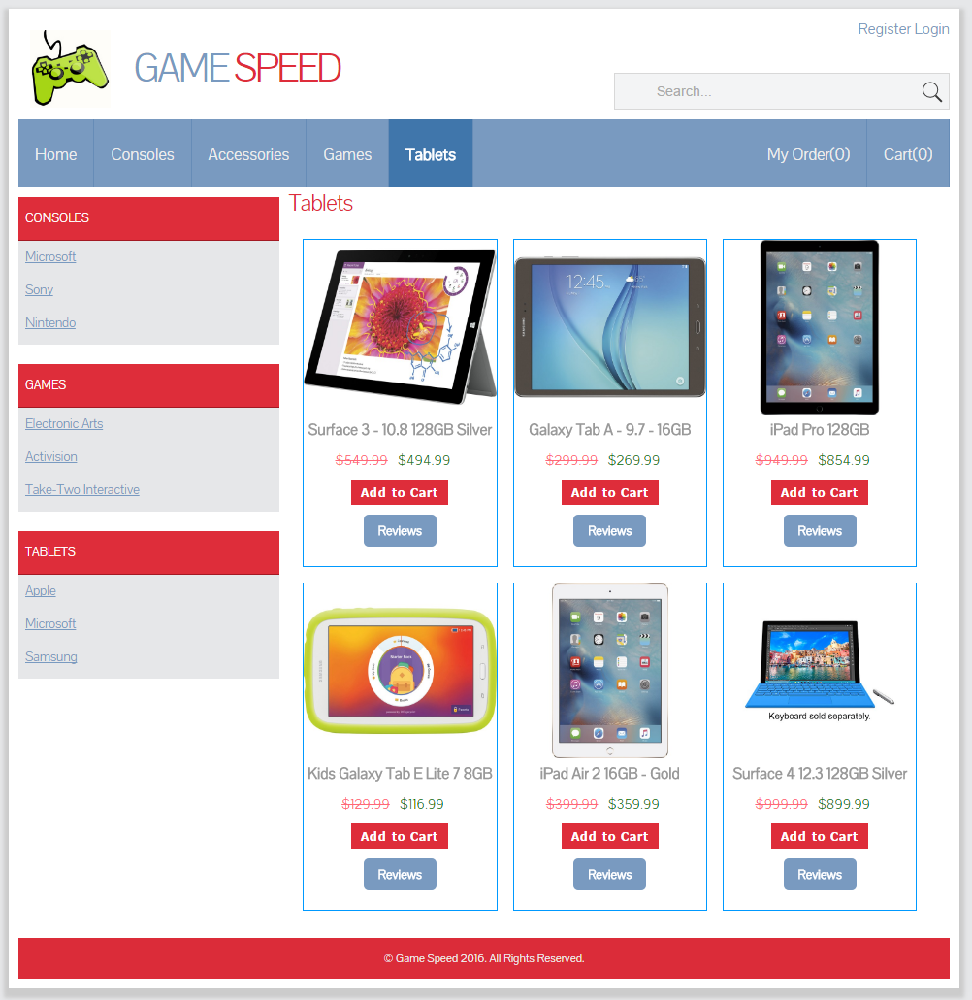 Register Login
GAME SPEED
Search...
Home Consoles Accessories Games Tablets My Order(0) Cart(0)
CONSOLES
Microsoft
Sony
Nintendo
GAMES
Electronic Arts
Activision
Take-Two Interactive
TABLETS
Apple
Microsoft
Samsung
Tablets
12:45
SAMSUNG
Surface 3 - 10.8 128GB Silver
$549.99 $494.99
Add to Cart
Reviews
Galaxy Tab A - 9.7 - 16GB
$299.99 $269.99
Add to Cart
Reviews
iPad Pro 128GB
$949.99 $854.99
Add to Cart
Reviews
Kids Galaxy Tab E Lite 7 8GB
$129.99 $116.99
Add to Cart
Reviews
iPad Air 2 16GB - Gold
$399.99 $359.99
Add to Cart
Reviews
Keyboard sold separately.
Surface 4 12.3 128GB Silver
$999.99 $899.99
Add to Cart
Reviews
© Game Speed 2016. All Rights Reserved.